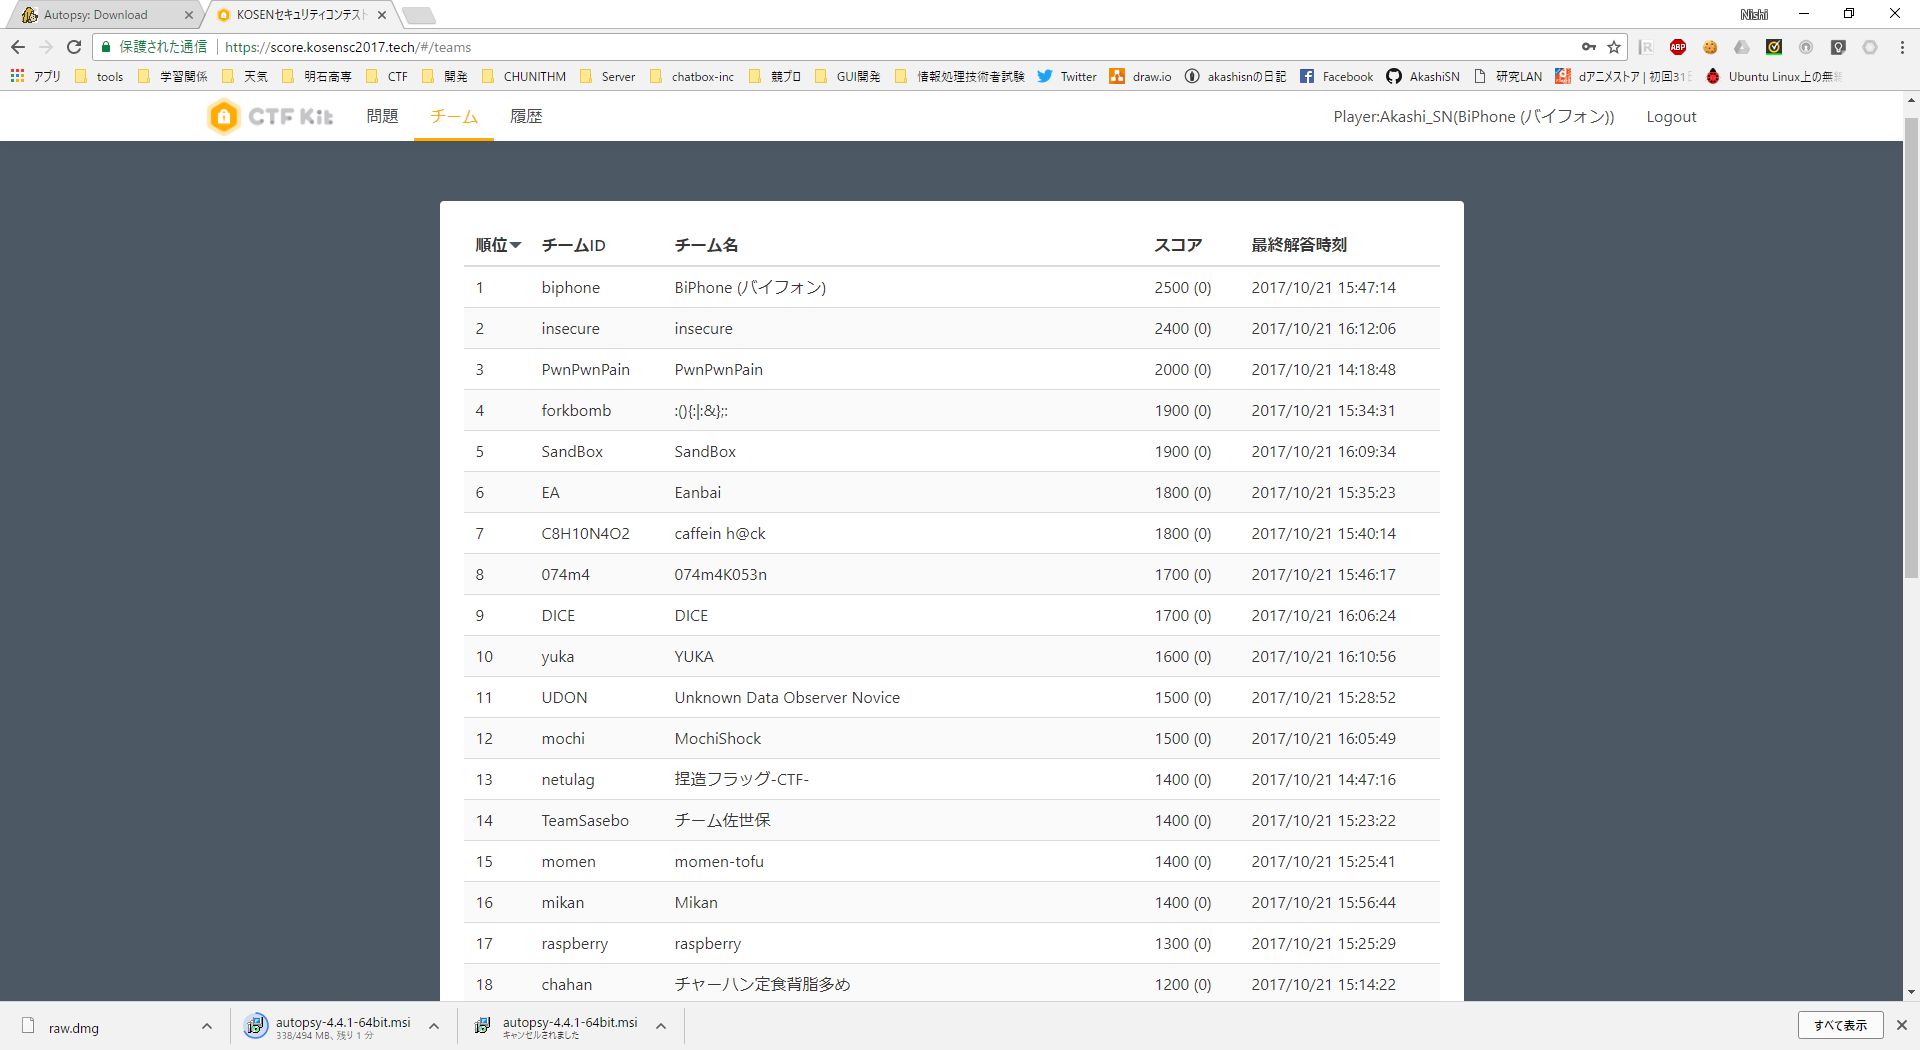 Autopsy: Download
KOSENセキュリティコンテスト
Nishi
保護された通信
https://score.kosensc2017.tech/#/teams
アプリ tools 学習関係 天気 明石高専 CTF 開発 CHUNITHM Server chatbox-inc 競プロ GUI開発 情報処理技術者試験 Twitter draw.io akashisnの日記 Facebook AkashiSN 研究LAN dアニメストア | 初回31 Ubuntu Linux上の無
CTF Kit 問題 チーム 履歴 Player:Akashi_SN(BiPhone (バイフォン)) Logout
順位 チームID チーム名 スコア 最終解答時刻
1 biphone BiPhone (バイフォン) 2500 (0) 2017/10/21 15:47:14
2 insecure insecure 2400 (0) 2017/10/21 16:12:06
3 PwnPwnPain PwnPwnPain 2000 (0) 2017/10/21 14:18:48
4 forkbomb :(){:|:&};: 1900 (0) 2017/10/21 15:34:31
5 SandBox SandBox 1900 (0) 2017/10/21 16:09:34
6 EA Eanbai 1800 (0) 2017/10/21 15:35:23
7 C8H10N4O2 caffein h@ck 1800 (0) 2017/10/21 15:40:14
8 074m4 074m4K053n 1700 (0) 2017/10/21 15:46:17
9 DICE DICE 1700 (0) 2017/10/21 16:06:24
10 yuka YUKA 1600 (0) 2017/10/21 16:10:56
11 UDON Unknown Data Observer Novice 1500 (0) 2017/10/21 15:28:52
12 mochi MochiShock 1500 (0) 2017/10/21 16:05:49
13 netulag 捏造フラッグ-CTF- 1400 (0) 2017/10/21 14:47:16
14 TeamSasebo チーム佐世保 1400 (0) 2017/10/21 15:23:22
15 momen momen-tofu 1400 (0) 2017/10/21 15:25:41
16 mikan Mikan 1400 (0) 2017/10/21 15:56:44
17 raspberry raspberry 1300 (0) 2017/10/21 15:25:29
18 chahan チャーハン定食背脂多め 1200 (0) 2017/10/21 15:14:22
raw.dmg
autopsy-4.4.1-64bit.msi
338/494 MB、残り 1 分
autopsy-4.4.1-64bit.msi
キャンセルされました
すべて表示